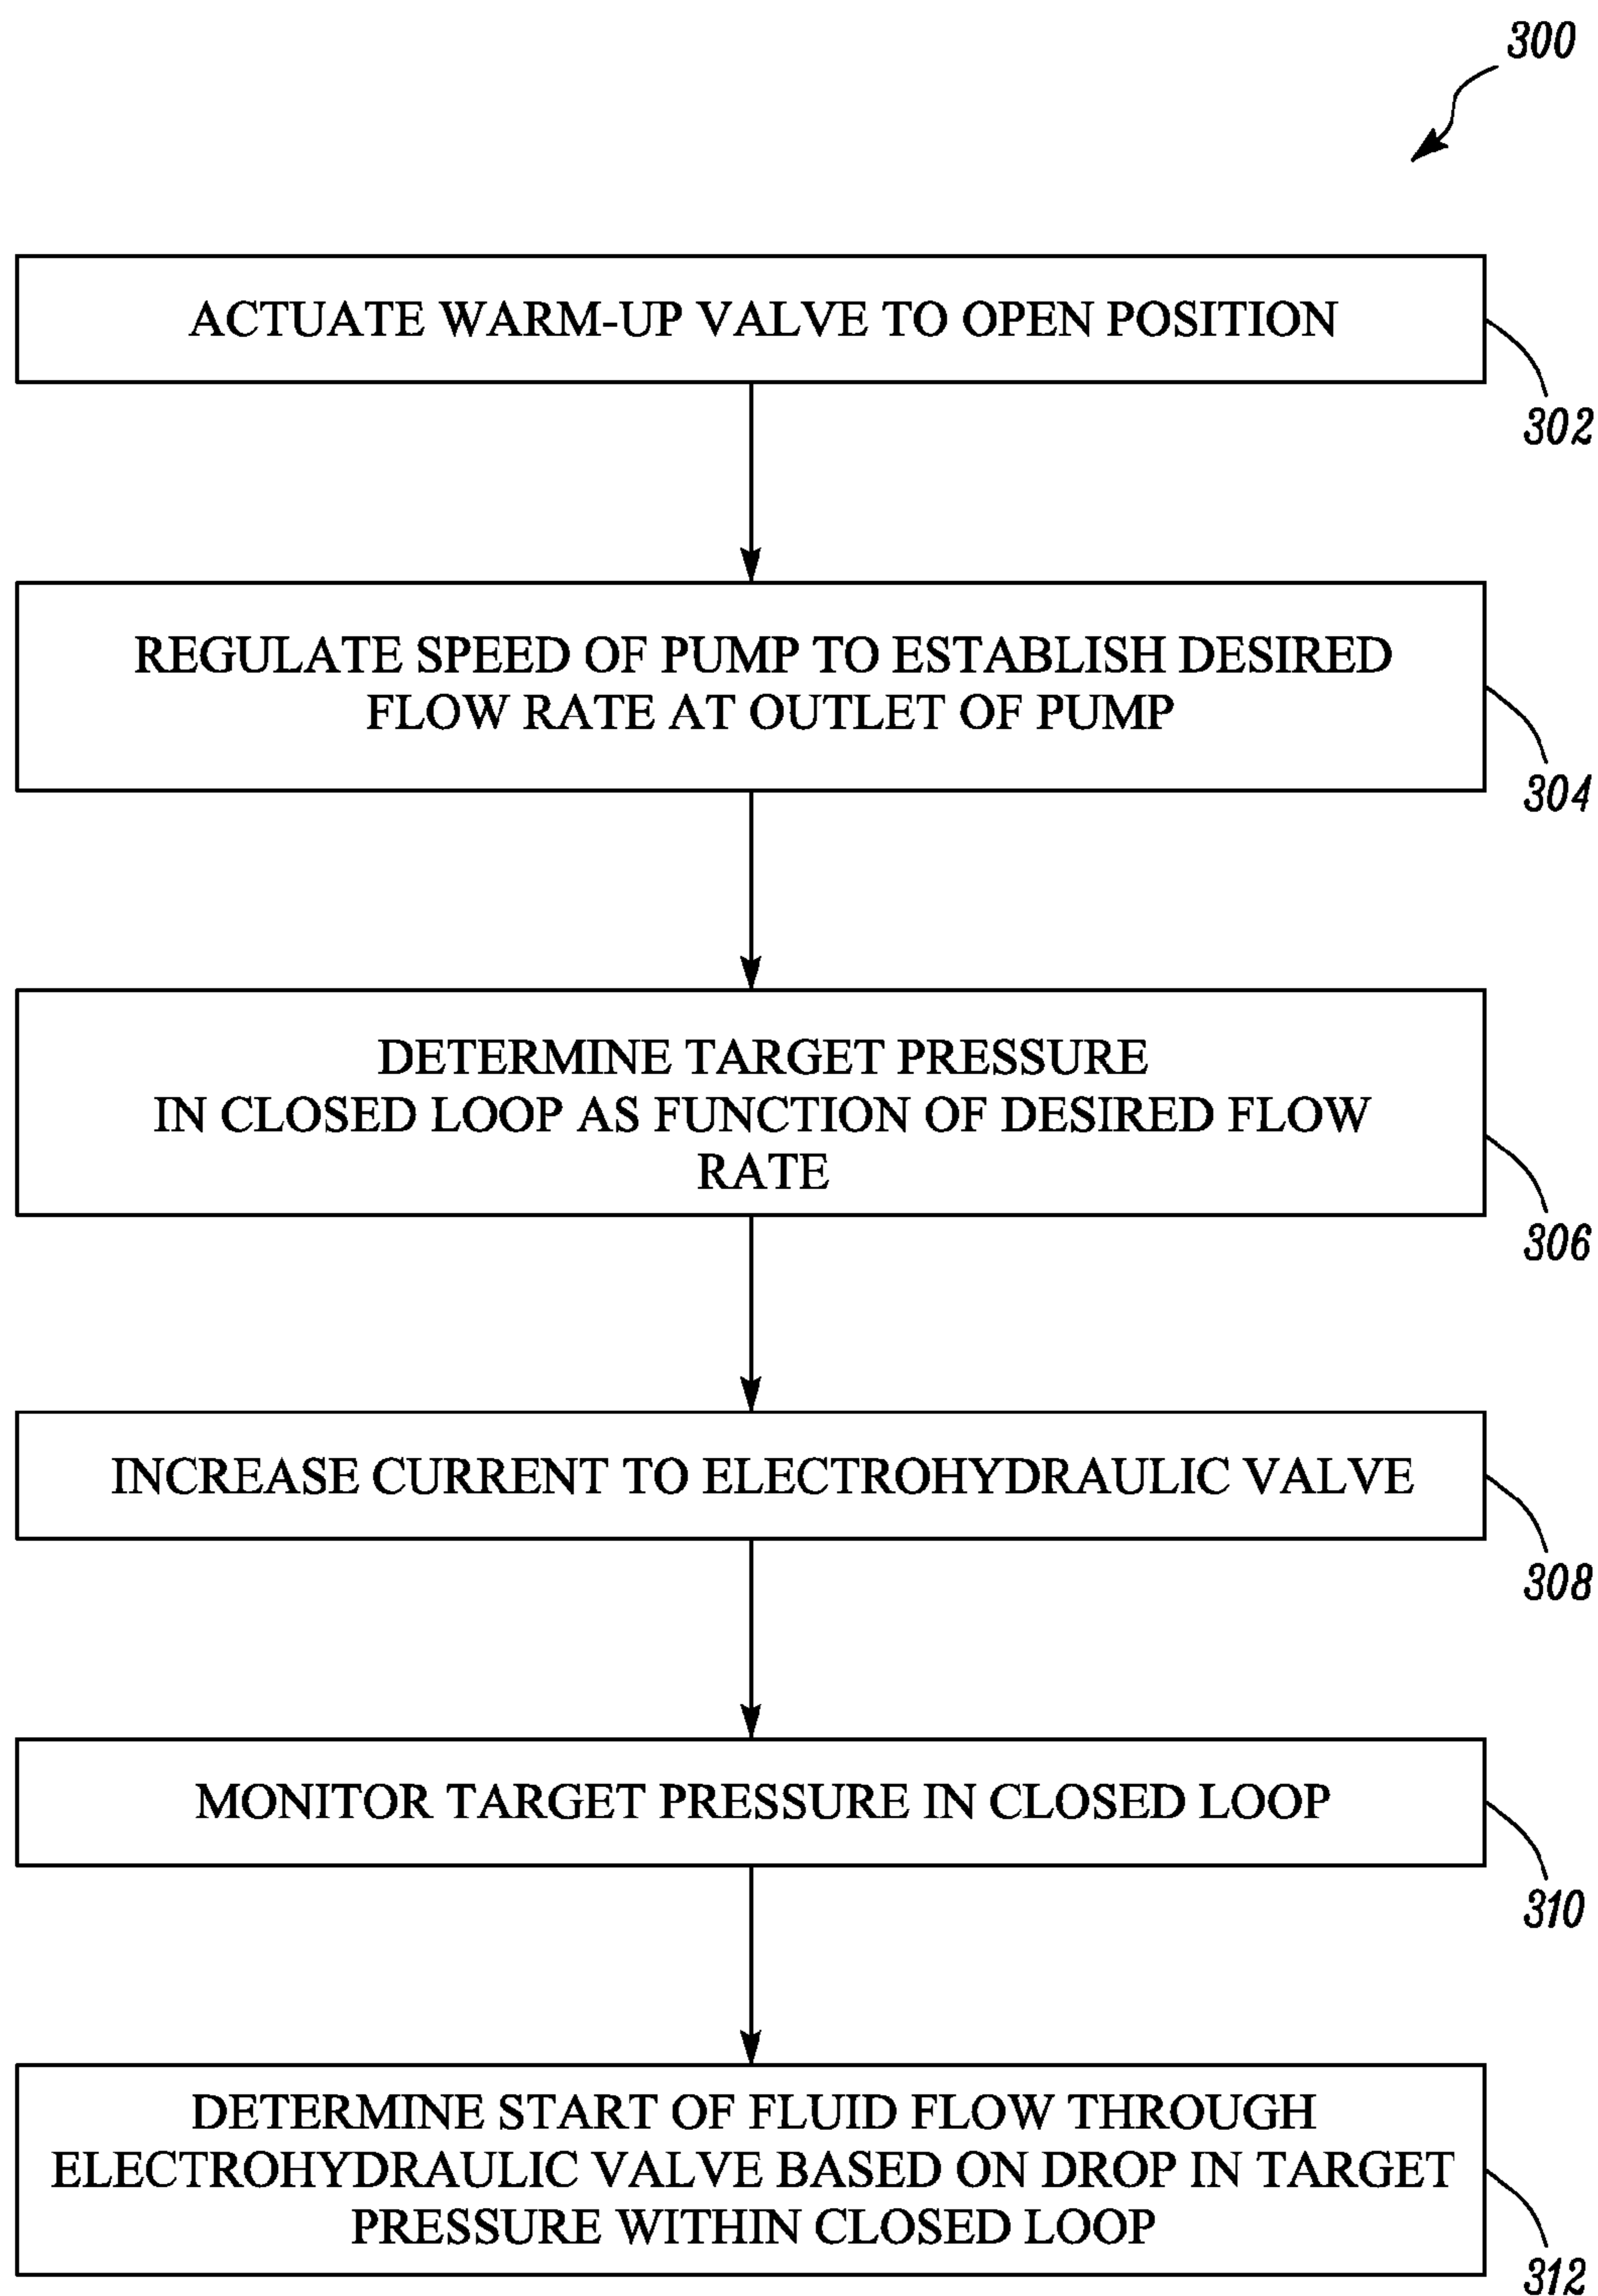 300
ACTUATE WARM-UP VALVE TO OPEN POSITION
302
REGULATE SPEED OF PUMP TO ESTABLISH DESIRED
FLOW RATE AT OUTLET OF PUMP
304
DETERMINE TARGET PRESSURE
IN CLOSED LOOP AS FUNCTION OF DESIRED FLOW
RATE
306
INCREASE CURRENT TO ELECTROHYDRAULIC VALVE
308
MONITOR TARGET PRESSURE IN CLOSED LOOP
310
DETERMINE START OF FLUID FLOW THROUGH
ELECTROHYDRAULIC VALVE BASED ON DROP IN TARGET
PRESSURE WITHIN CLOSED LOOP
312